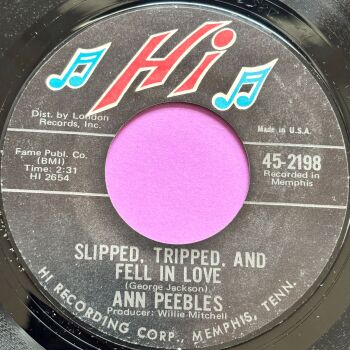 Hi
Dist. by London
Records, Inc.
Made in U.S.A.
Fame Publ. Co.
(BMI)
Time: 2:31
HI 2654
45-2198
Recorded in
Memphis
SLIPPED, TRIPPED, AND
FELL IN LOVE
(George Jackson)
ANN PEEBLES
Producer: Willie Mitchell
HI RECORDING CORP., MEMPHIS, TENN.